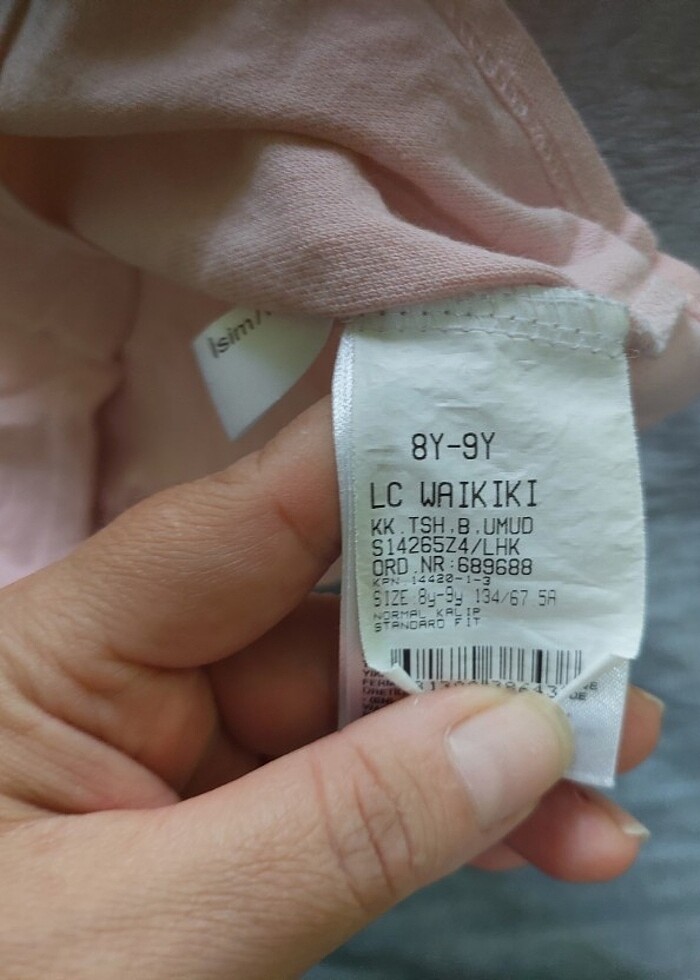 8Y-9Y
LC WAIKIKI
KK.TSH.B.UMUD
S14265Z4/LHK
ORD.NR:689688
KPN 14420-1-3
SIZE 8y-9y 134/67.5A
NORMAL KALIP
STANDARD FIT